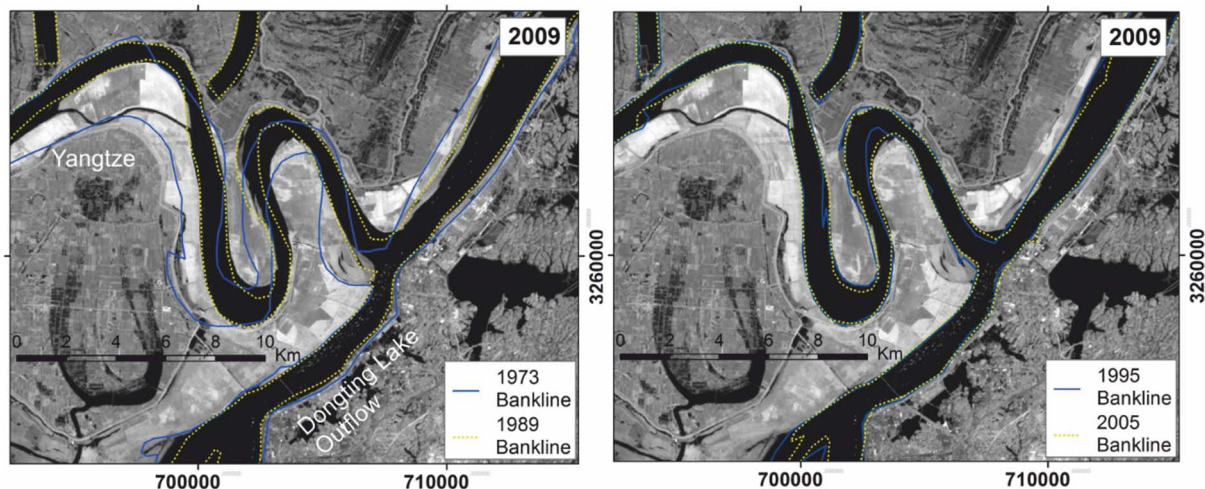 2009
Yangtze
0 2 4 6 8 10
Km
Dongting Lake
Outflow
1973
Bankline
1989
Bankline
700000
710000
3260000
2009
0 2 4 6 8 10
Km
1995
Bankline
2005
Bankline
700000
710000
3260000